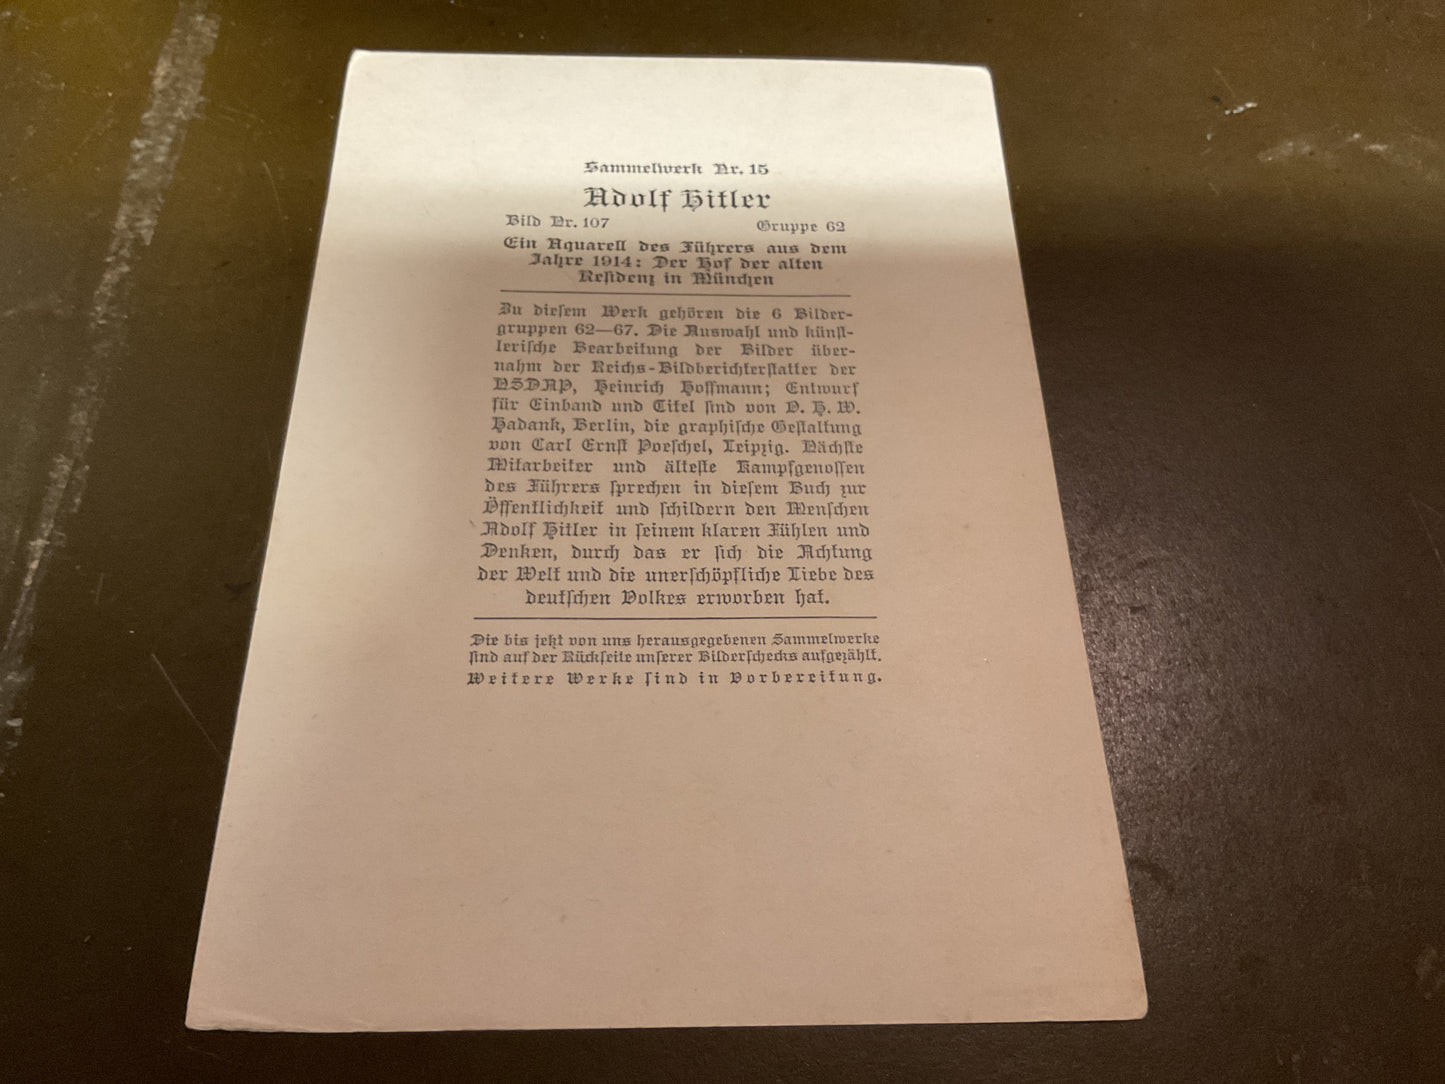 Sammelwerk Nr. 15
Adolf Hitler
Bild Nr. 107 Gruppe 62
Ein Aquarell des Führers aus dem
Jahre 1914: Der Hof der alten
Residenz in München
Zu diesem Werk gehören die 6 Bilder-
gruppen 62—67. Die Auswahl und künst-
lerische Bearbeitung der Bilder über-
nahm der Reichs-Bildberichterstatter der
NSDAP, Heinrich Hoffmann; Entwurf
für Einband und Titel sind von O. H. W.
Hadank, Berlin, die graphische Gestaltung
von Carl Ernst Poeschel, Leipzig. Nächste
Mitarbeiter und älteste Kampfgenossen
des Führers sprechen in diesem Buch zur
Öffentlichkeit und schildern den Menschen
Adolf Hitler in seinem klaren Fühlen und
Denken, durch das er sich die Achtung
der Welt und die unerschöpfliche Liebe des
deutschen Volkes erworben hat.
Die bis jetzt von uns herausgegebenen Sammelwerke
sind auf der Rückseite unserer Bilderschecks aufgezählt.
Weitere Werke sind in Vorbereitung.